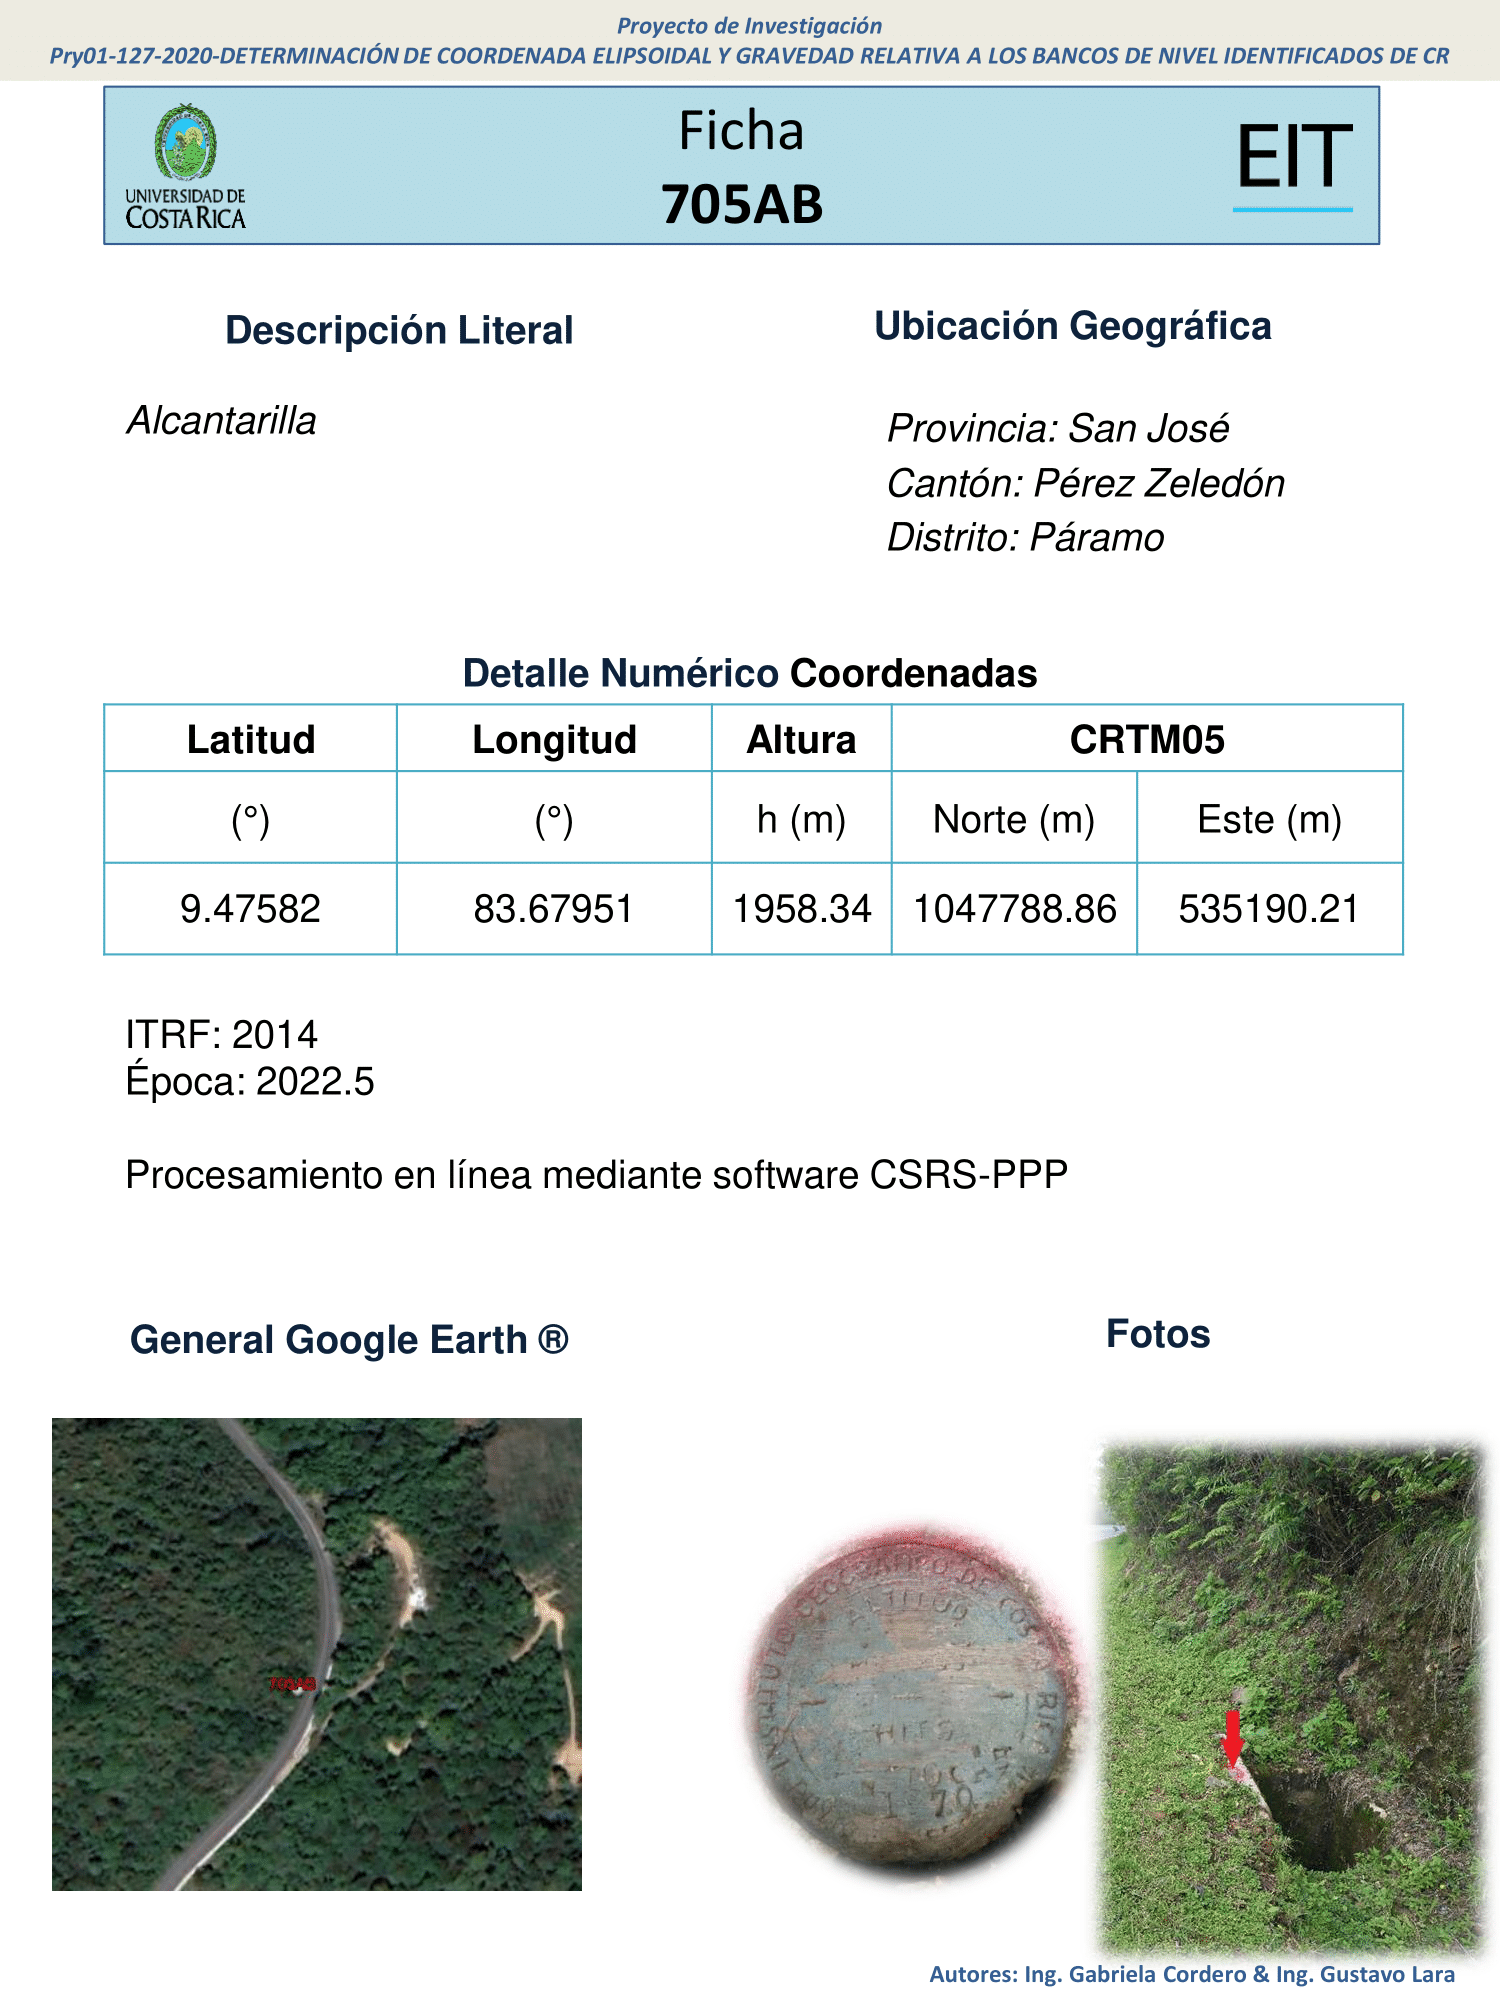 Proyecto de Investigación
Pry01-127-2020-DETERMINACIÓN DE COORDENADA ELIPSOIDAL Y GRAVEDAD RELATIVA A LOS BANCOS DE NIVEL IDENTIFICADOS DE CR
UNIVERSIDAD DE
COSTA RICA
Ficha
705AB
EIT
Descripción Literal
Alcantarilla
Ubicación Geográfica
Provincia: San José
Cantón: Pérez Zeledón
Distrito: Páramo
Detalle Numérico Coordenadas
Latitud Longitud Altura CRTM05
(°) (°) h (m) Norte (m) Este (m)
9.47582 83.67951 1958.34 1047788.86 535190.21
ITRF: 2014
Época: 2022.5
Procesamiento en línea mediante software CSRS-PPP
General Google Earth ®
Fotos
705AB
ALTITUD
Autores: Ing. Gabriela Cordero & Ing. Gustavo Lara